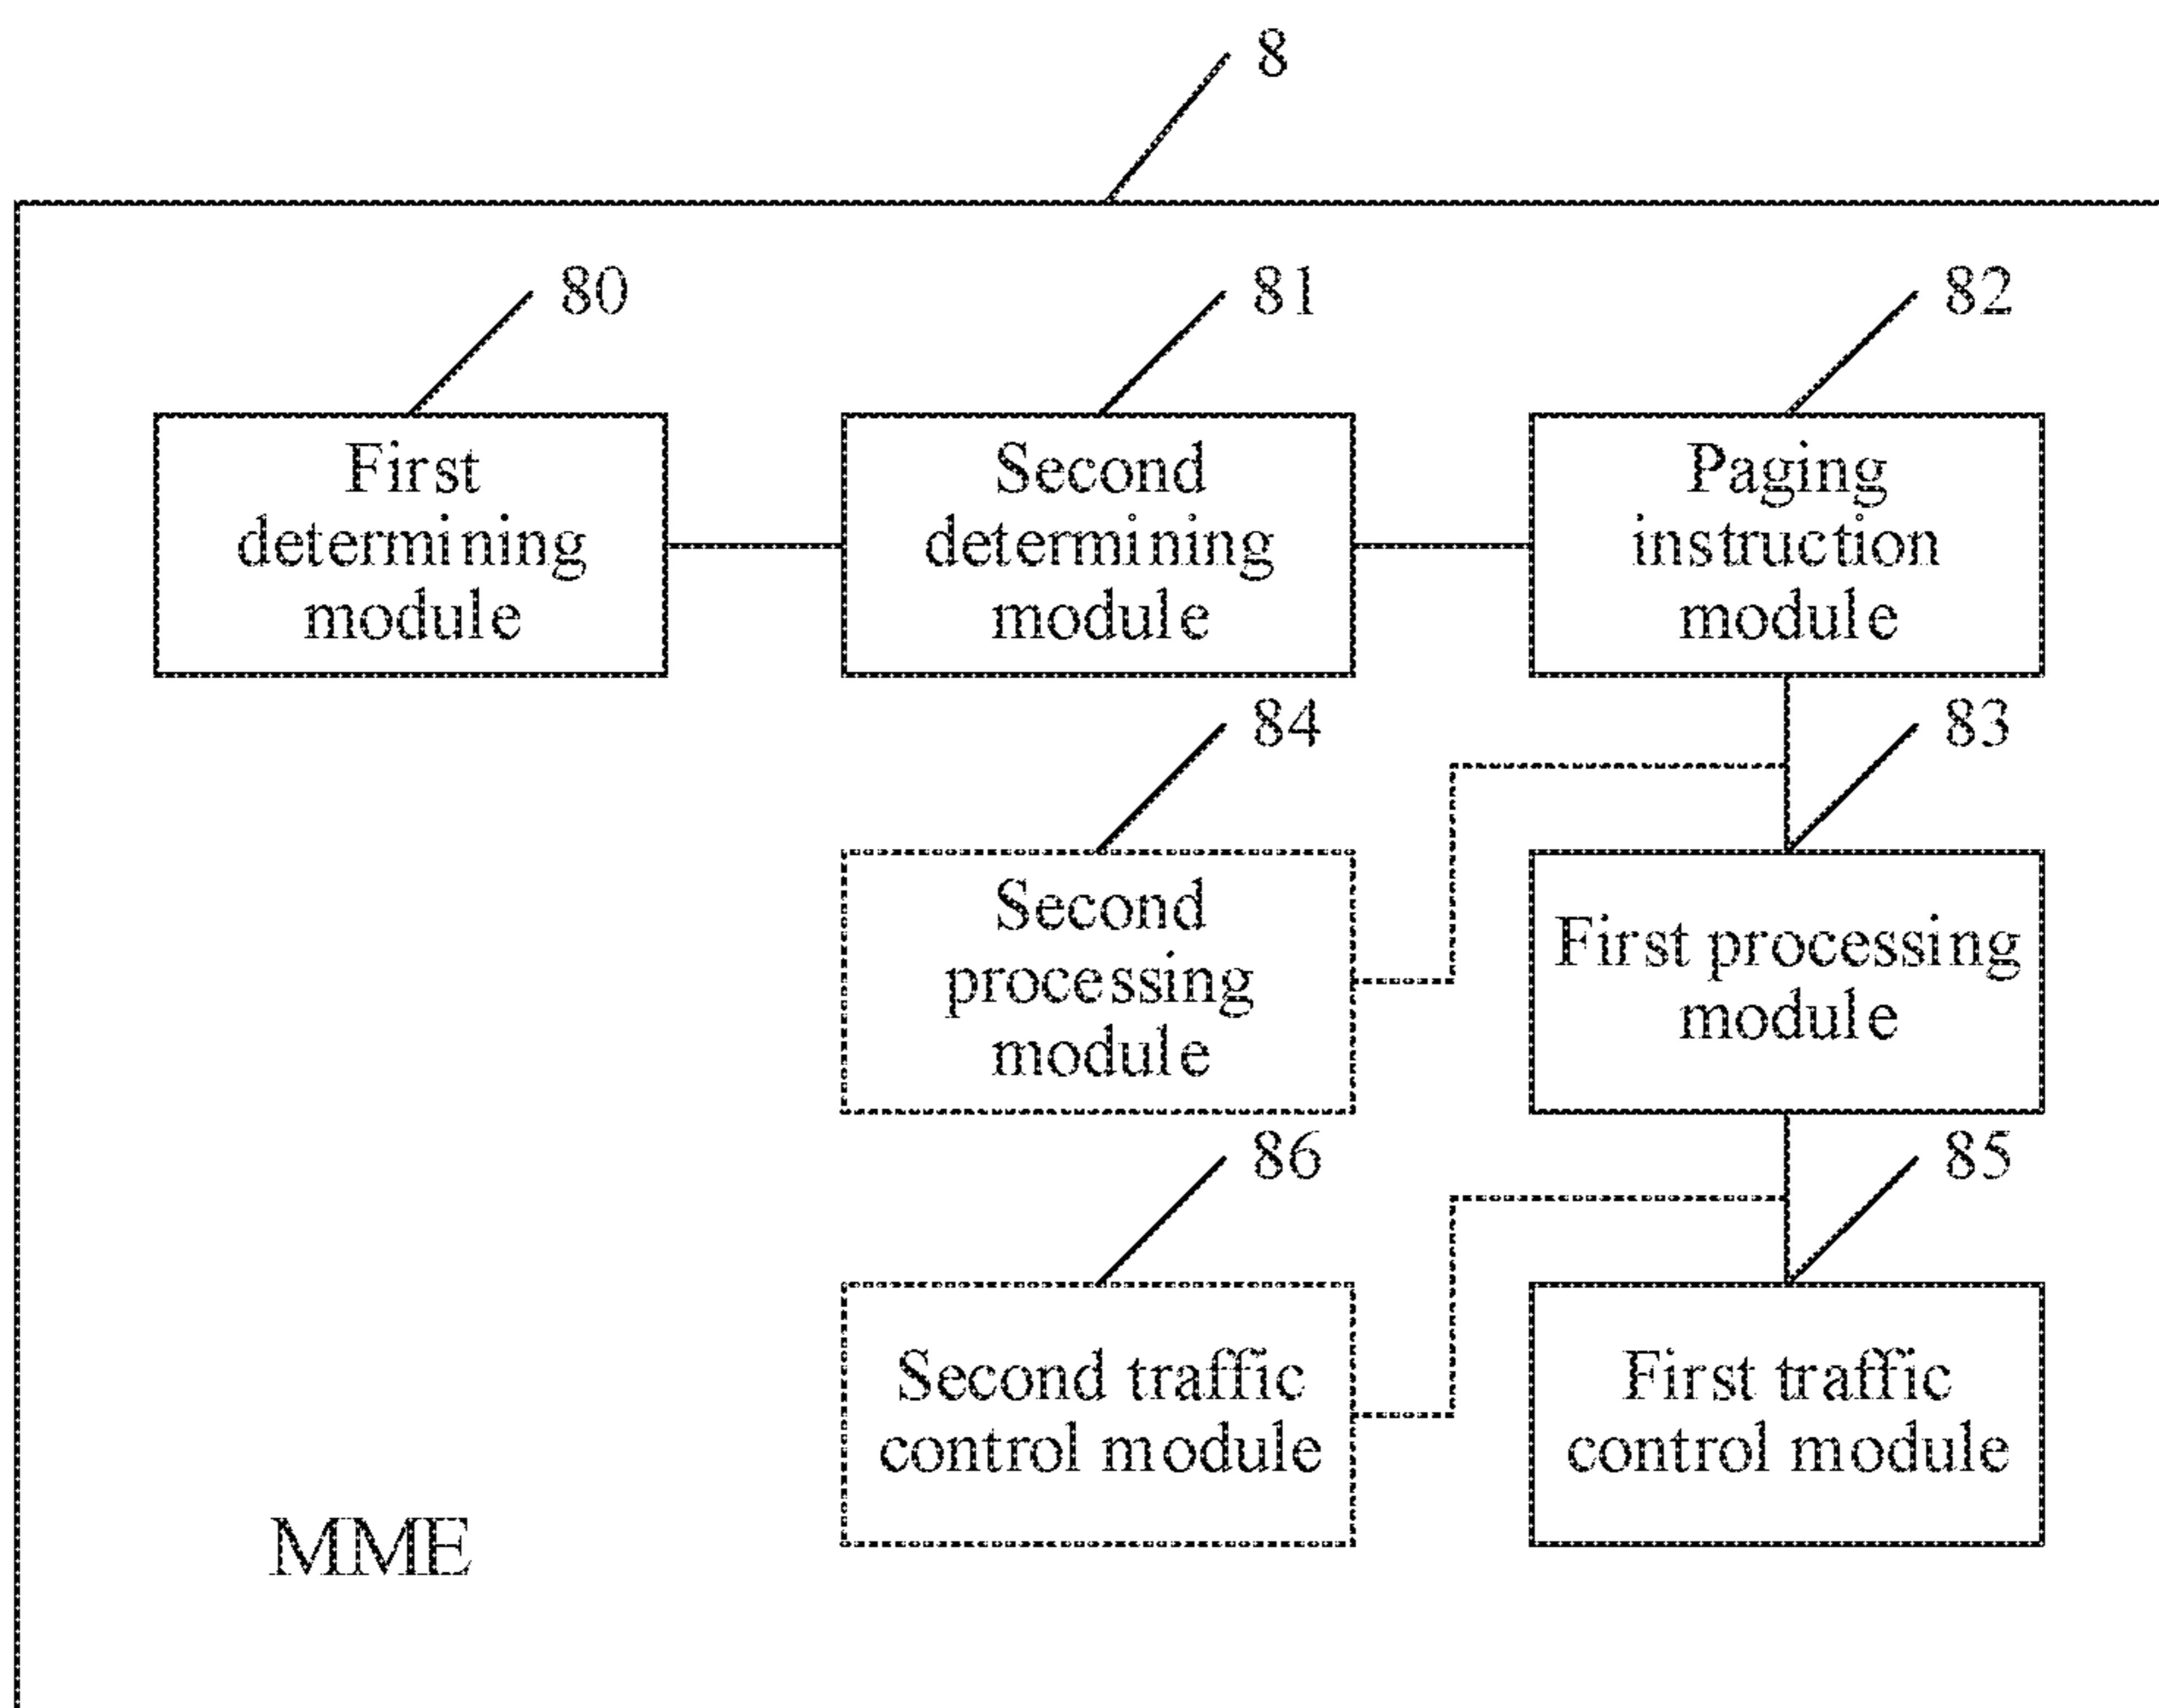 8
80
81
82
First
determining
module
Second
determining
module
Paging
instruction
module
84
83
Second
processing
module
First processing
module
86
85
Second traffic
control module
First traffic
control module
MME